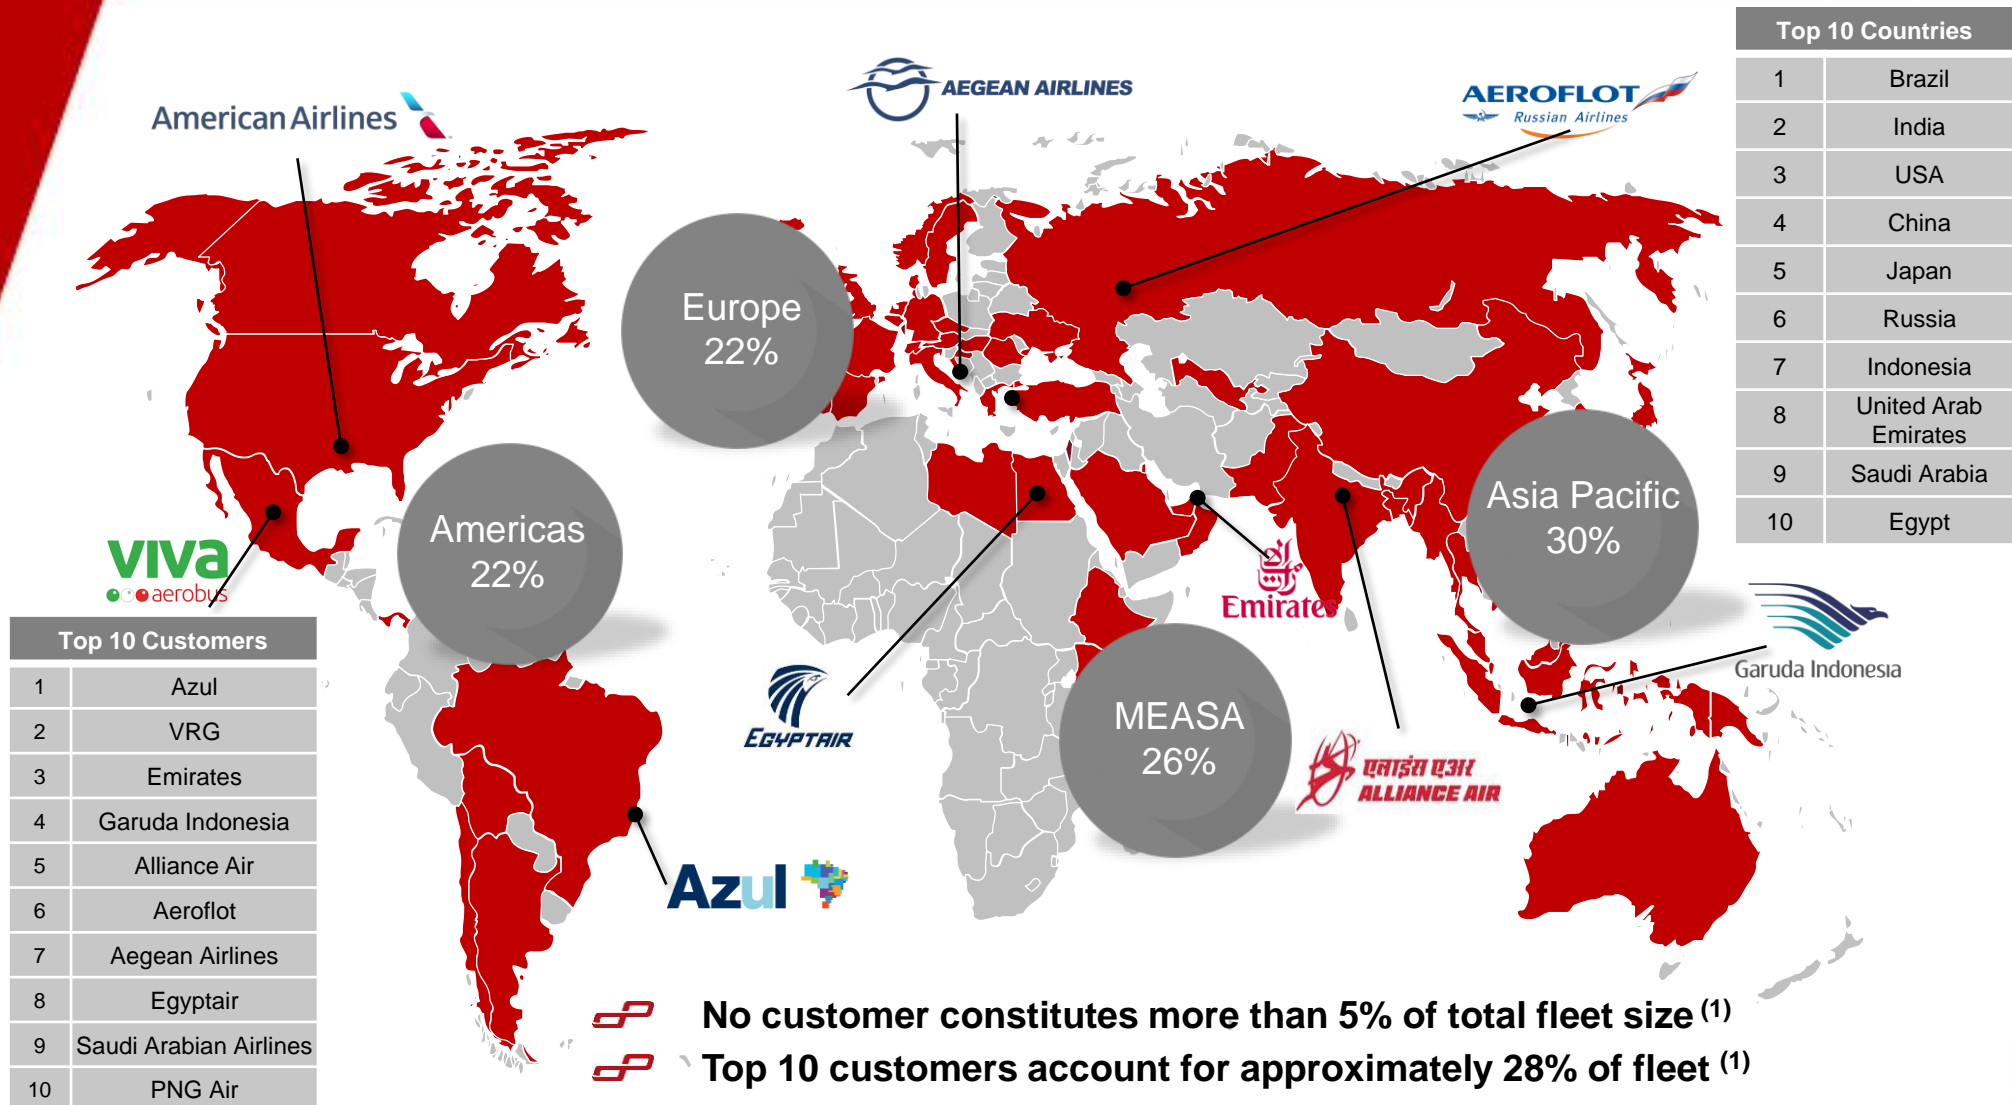 American Airlines
AEGEAN AIRLINES
AEROFLOT
Russian Airlines
Top 10 Countries
1 Brazil
2 India
3 USA
4 China
5 Japan
6 Russia
7 Indonesia
8 United Arab
Emirates
9 Saudi Arabia
10 Egypt
Europe
22%
Americas
22%
Asia Pacific
30%
MEASA
26%
viva
aerobus
Emirates
EGYPTAIR
Garuda Indonesia
एलाइंस एअर
ALLIANCE AIR
Azul
Top 10 Customers
1 Azul
2 VRG
3 Emirates
4 Garuda Indonesia
5 Alliance Air
6 Aeroflot
7 Aegean Airlines
8 Egyptair
9 Saudi Arabian Airlines
10 PNG Air
No customer constitutes more than 5% of total fleet size (1)
Top 10 customers account for approximately 28% of fleet (1)